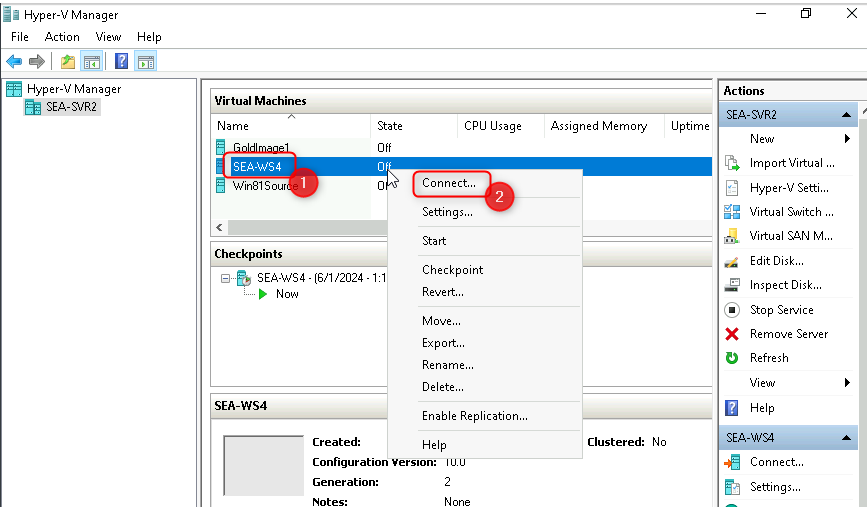 Hyper-V Manager
File Action View Help
Hyper-V Manager
SEA-SVR2
Virtual Machines
Name State CPU Usage Assigned Memory Uptime
GoldImage1 Off
SEA-WS4 Off
Win81Source
1
Connect...
2
Settings...
Start
Checkpoint
Revert...
Move...
Export...
Rename...
Delete...
Enable Replication...
Help
Checkpoints
SEA-WS4 - (6/1/2024 - 1:1
Now
SEA-WS4
Created:
Clustered: No
Configuration Version: 10.0
Generation: 2
Notes: None
Actions
SEA-SVR2
New
Import Virtual ...
Hyper-V Setti...
Virtual Switch ...
Virtual SAN M...
Edit Disk...
Inspect Disk...
Stop Service
Remove Server
Refresh
View
Help
SEA-WS4
Connect...
Settings...